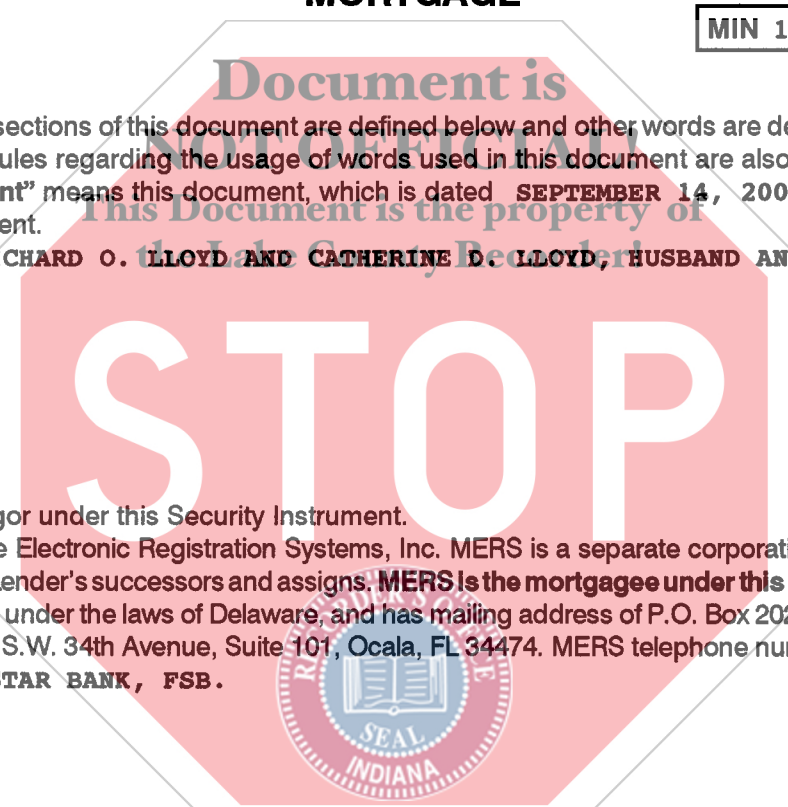 MORTGAGE
MIN 1
Document is
sections of this document are defined below and other words are de
ules regarding the usage of words used in this document are also
NOT OFFICIAL!
nt” means this document, which is dated SEPTEMBER 14, 200
This Document is the property of
ent.
the Lake County Recorder!
CHARD O. LLOYD AND CATHERINE D. LLOYD, HUSBAND AN
STOP
gor under this Security Instrument.
e Electronic Registration Systems, Inc. MERS is a separate corporati
ender's successors and assigns. MERS is the mortgagee under this
under the laws of Delaware, and has mailing address of P.O. Box 202
S.W. 34th Avenue, Suite 101, Ocala, FL 34474. MERS telephone nu
TAR BANK, FSB.
SEAL
INDIANA